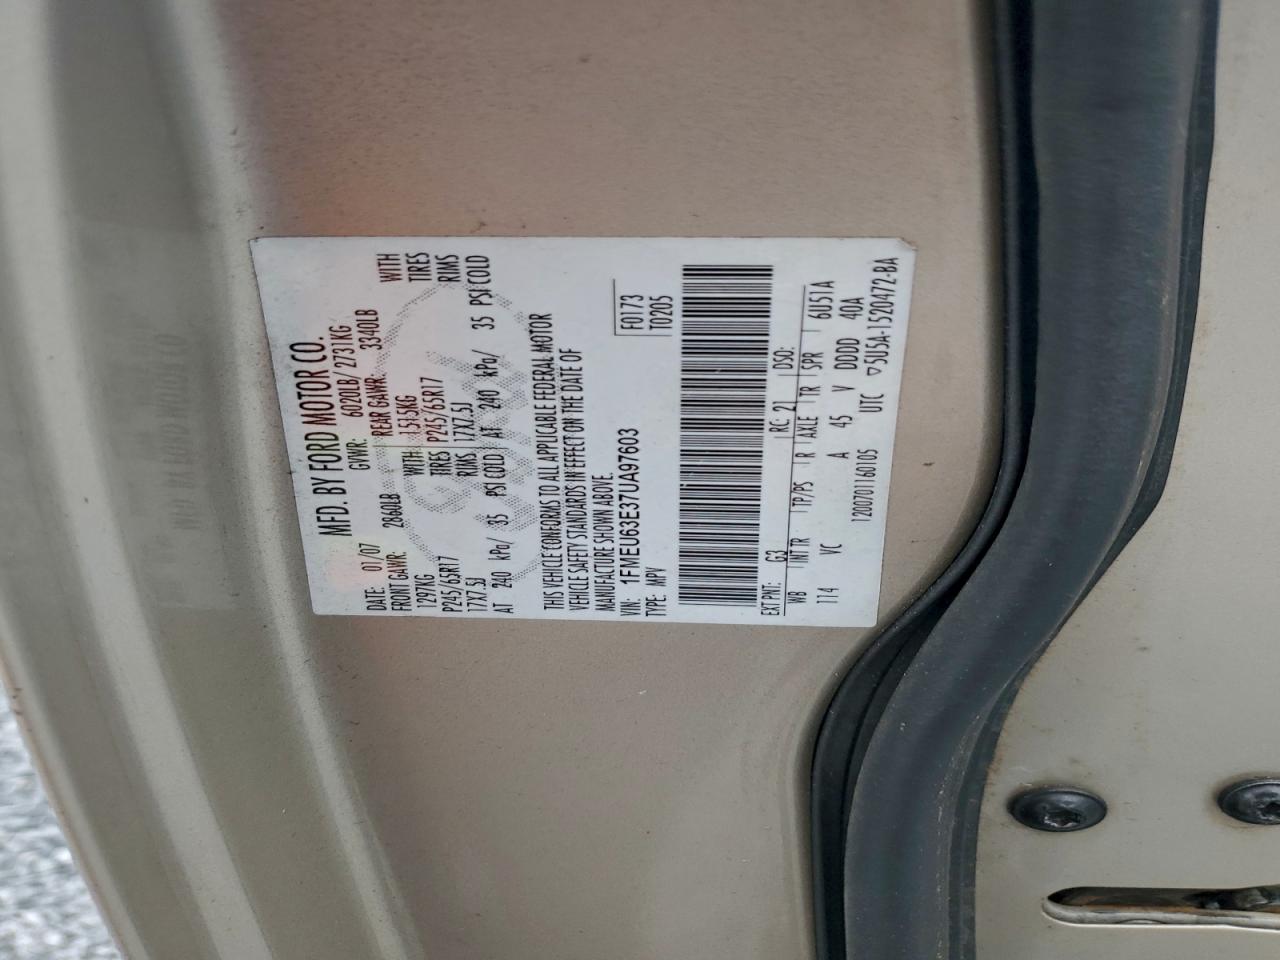 MFD. BY FORD MOTOR CO.
DATE: 01/07 GVWR: 6020LB/ 2731KG
FRONT GAWR: 2860LB REAR GAWR: 3340LB
1297KG WITH 1515KG WITH
P245/65R17 TIRES P245/65R17 TIRES
17X7.5J RIMS 17X7.5J RIMS
AT 240 kPa/ 35 PSI COLD AT 240 kPa/ 35 PSI COLD
THIS VEHICLE CONFORMS TO ALL APPLICABLE FEDERAL MOTOR
VEHICLE SAFETY STANDARDS IN EFFECT ON THE DATE OF
MANUFACTURE SHOWN ABOVE.
VIN: 1FMEU63E37UA97603 F0173
TYPE: MPV T0205
EXT PNT: G3 RC: 21 DSO:
WB INT TR TP/PS R AXLE TR SPR 6U51A
114 VC A 45 V DDDD 40A
1200701160105 UTC ▽5U5A-1520472-BA